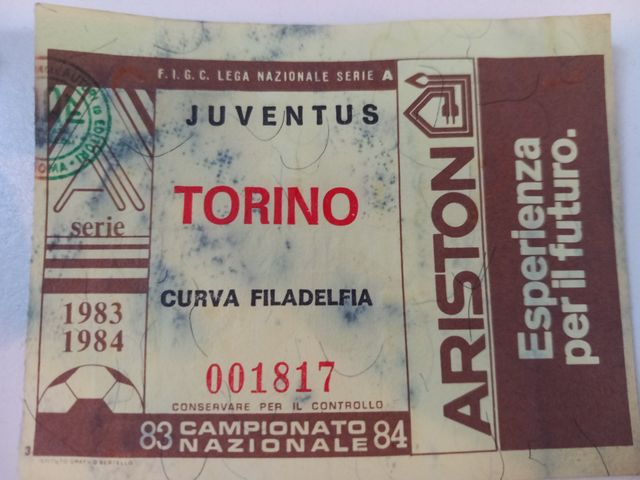 F.I.G.C. LEGA NAZIONALE SERIE A
JUVENTUS
TORINO
CURVA FILADELFIA
001817
CONSERVARE PER IL CONTROLLO
A
serie
1983
1984
83 CAMPIONATO NAZIONALE 84
ARISTON
Esperienza
per il futuro.
3